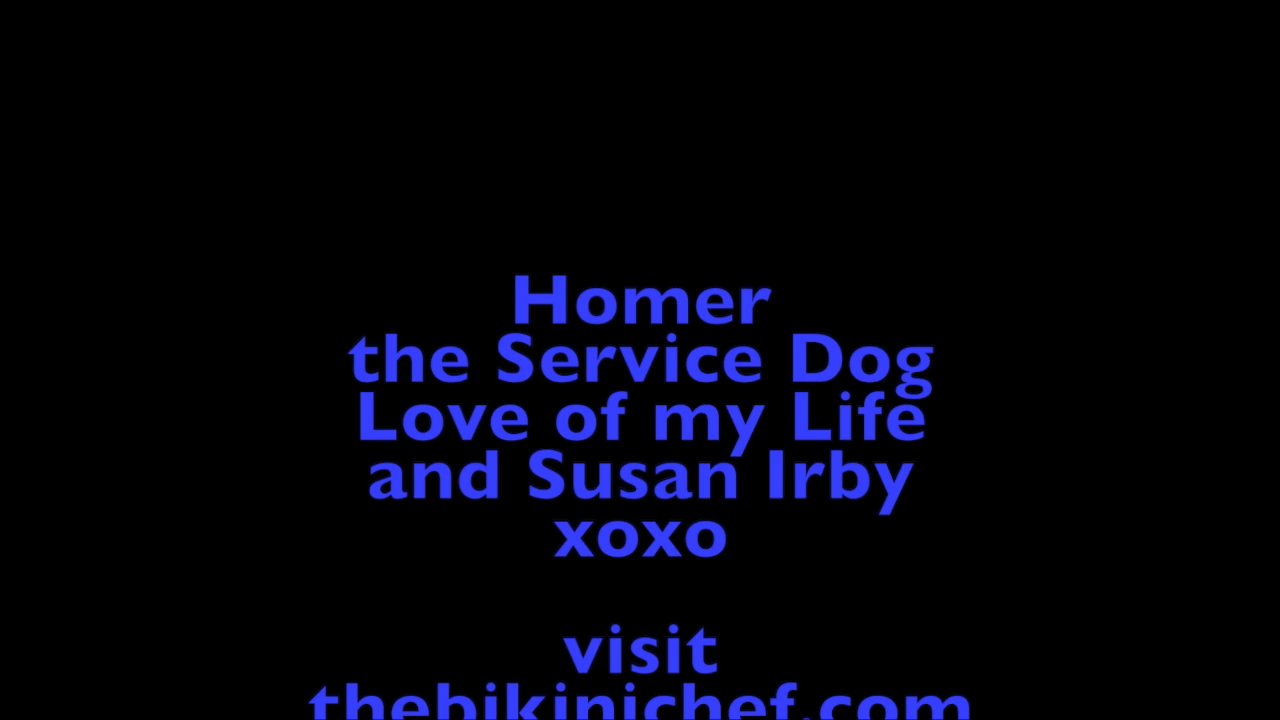 Homer
the Service Dog
Love of my Life
and Susan Irby
xoxo
visit
thebikinichef.com